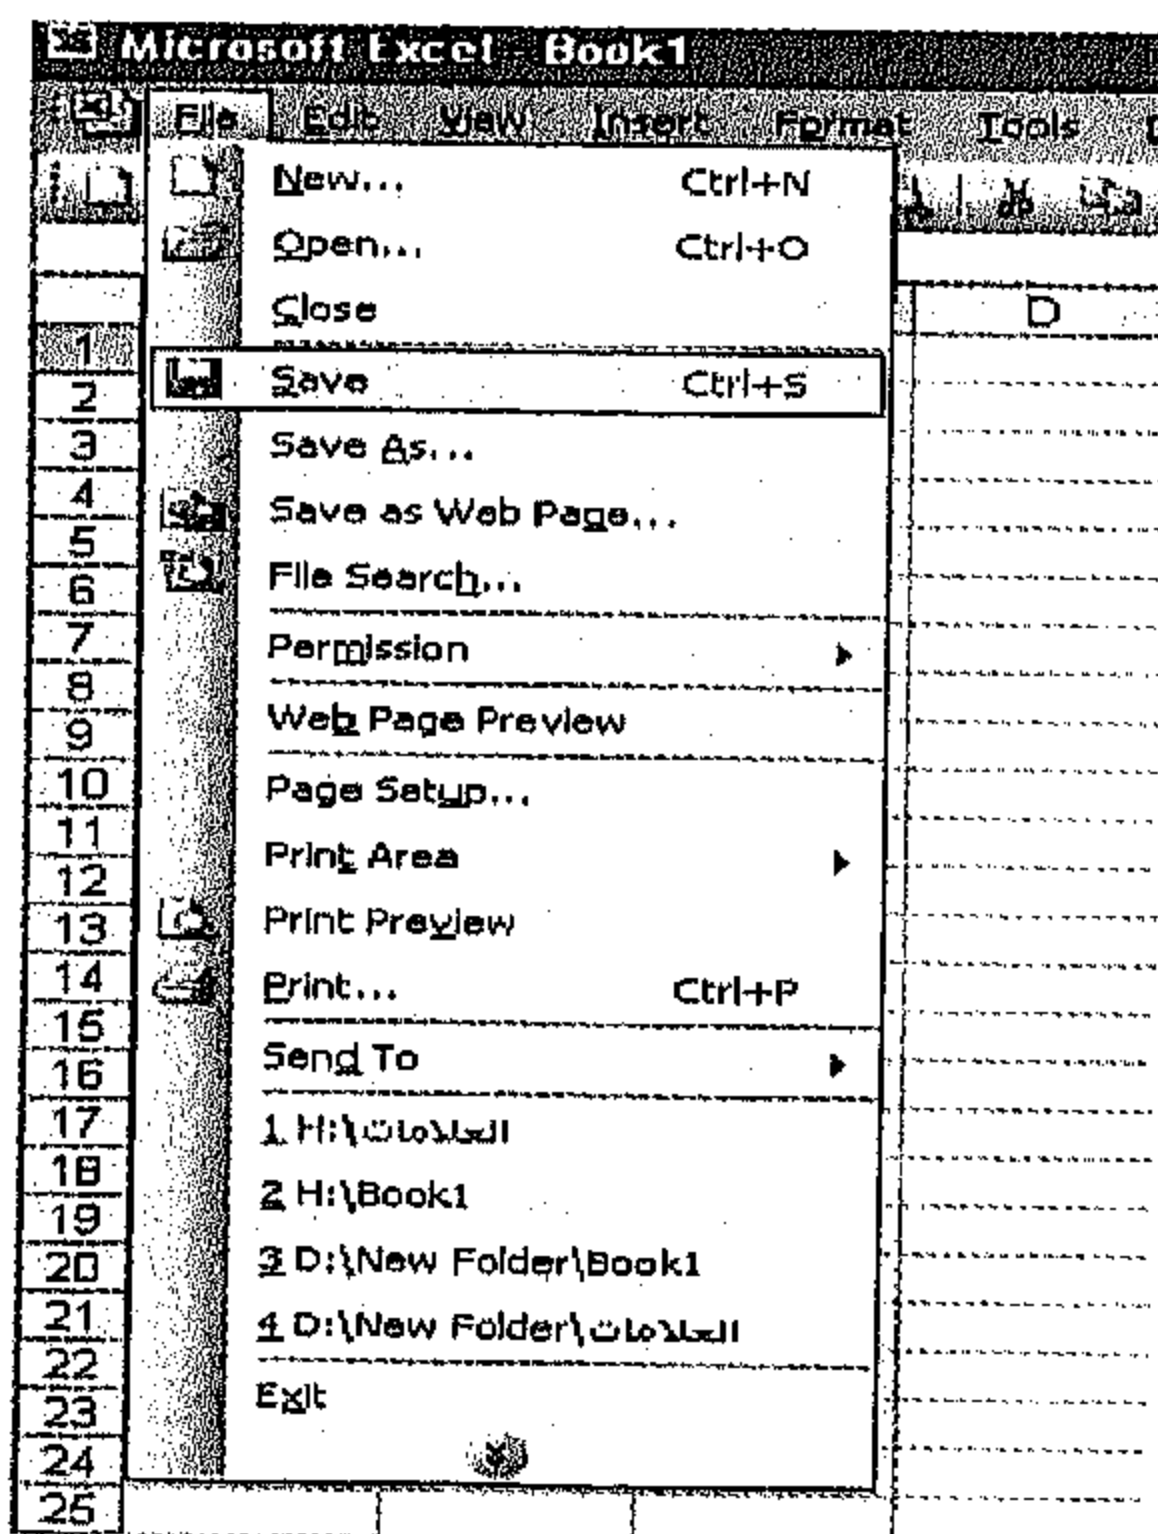 Microsoft Excel - Book1
File Edit View Insert Format Tools
New... Ctrl+N
Open... Ctrl+O
Close
Save Ctrl+S
Save As...
Save as Web Page...
File Search...
Permission
Web Page Preview
Page Setup...
Print Area
Print Preview
Print... Ctrl+P
Send To
1 H:\العلامات
2 H:\Book1
3 D:\New Folder\Book1
4 D:\New Folder\العلامات
Exit
D
1
2
3
4
5
6
7
8
9
10
11
12
13
14
15
16
17
18
19
20
21
22
23
24
25